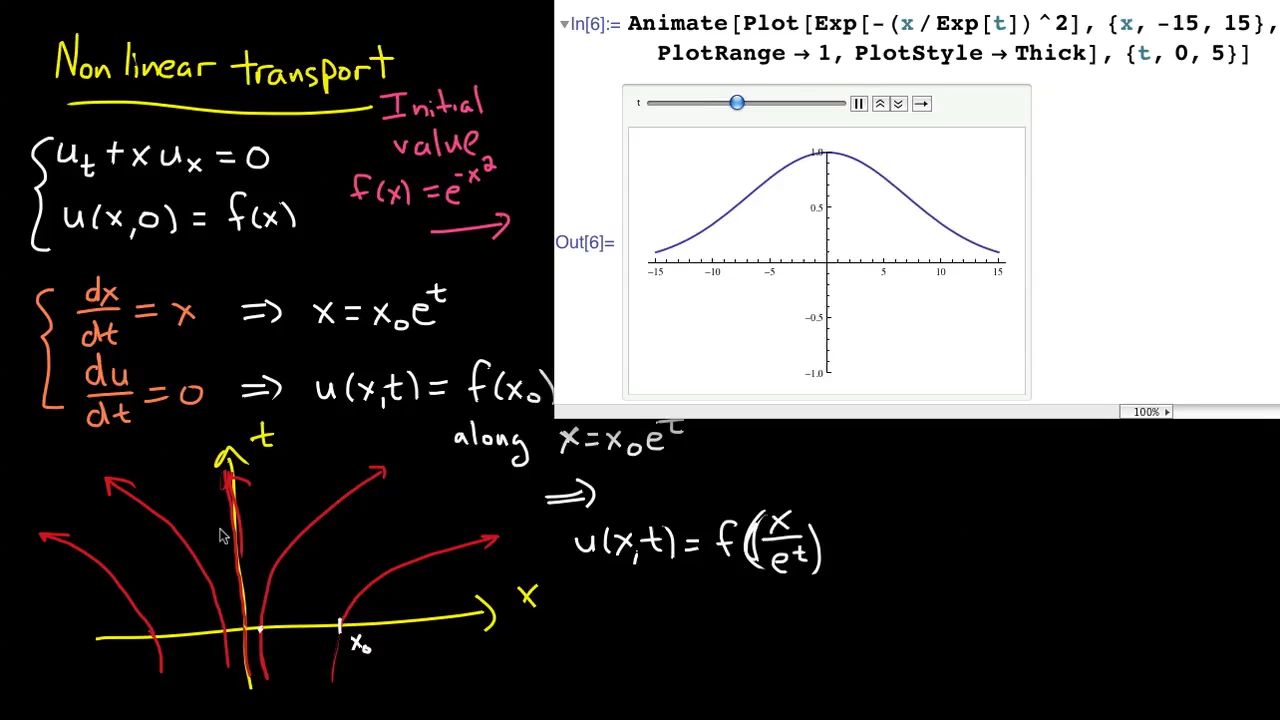 Non linear transport
Initial
value
f(x) = e^{-x^2}
u_t + x u_x = 0
u(x,0) = f(x)
dx/dt = x ⇒ x = x_0 e^t
du/dt = 0 ⇒ u(x,t) = f(x_0)
along x = x_0 e^t
⇒
u(x,t) = f(x/e^t)
t
x
x_0
In[6]:= Animate[Plot[Exp[-(x/Exp[t])^2], {x, -15, 15},
PlotRange → 1, PlotStyle → Thick], {t, 0, 5}]
t
Out[6]=
1.0
0.5
-15 -10 -5 5 10 15
-0.5
-1.0
100%